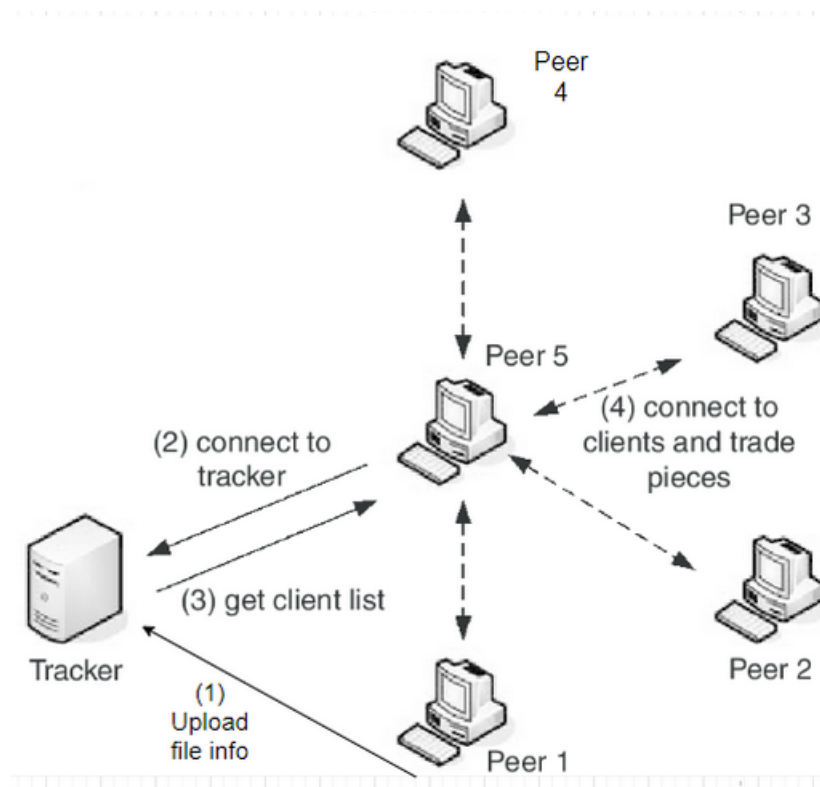 Peer
4
Peer 3
Peer 5
(4) connect to
clients and trade
pieces
(2) connect to
tracker
(3) get client list
Tracker
(1)
Upload
file info
Peer 2
Peer 1